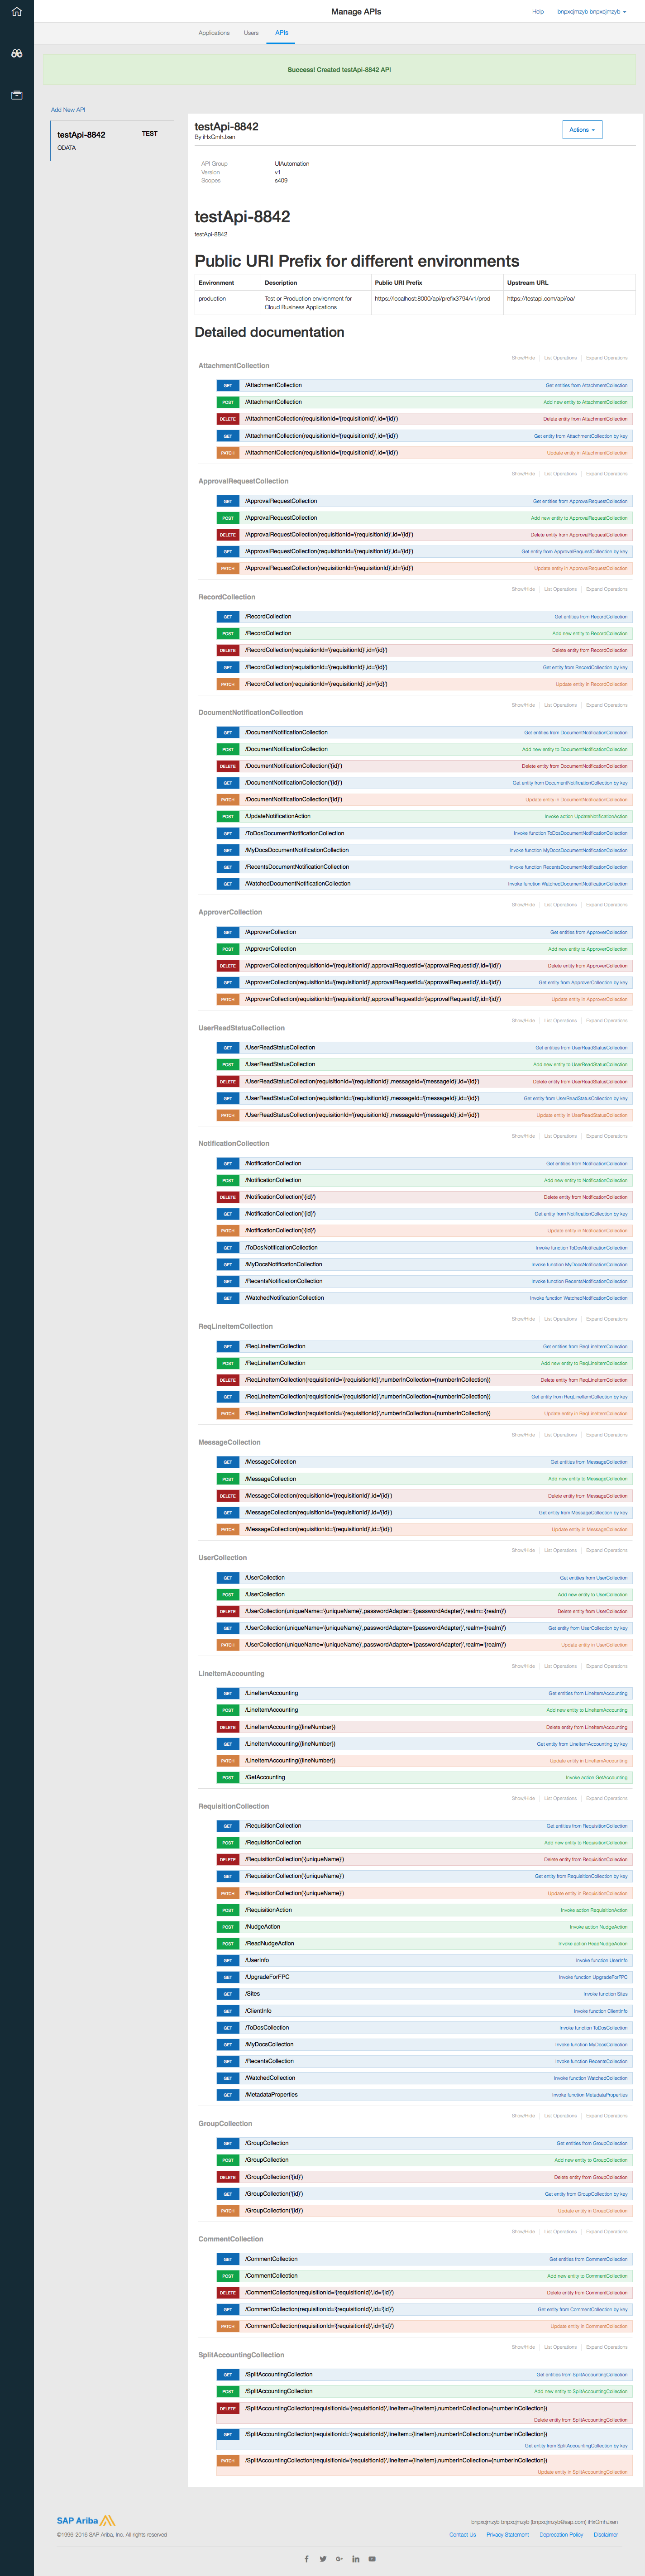 Manage APIs
Help bnpxcjmzyb bnpxcjmzyb
Applications Users APIs
Success! Created testApi-8842 API
Add New API
testApi-8842 TEST
ODATA
testApi-8842
By iHxGmhJxen
Actions
API Group UIAutomation
Version v1
Scopes s409
testApi-8842
testApi-8842
Public URI Prefix for different environments
Environment Description Public URI Prefix Upstream URL
production Test or Production environment for Cloud Business Applications https://localhost:8000/api/prefix3794/v1/prod https://testapi.com/api/oa/
Detailed documentation
Show/Hide List Operations Expand Operations
AttachmentCollection
GET /AttachmentCollection Get entities from AttachmentCollection
POST /AttachmentCollection Add new entity to AttachmentCollection
DELETE /AttachmentCollection(requisitionId='{requisitionId}',id='{id}') Delete entity from AttachmentCollection
GET /AttachmentCollection(requisitionId='{requisitionId}',id='{id}') Get entity from AttachmentCollection by key
PATCH /AttachmentCollection(requisitionId='{requisitionId}',id='{id}') Update entity in AttachmentCollection
Show/Hide List Operations Expand Operations
ApprovalRequestCollection
GET /ApprovalRequestCollection Get entities from ApprovalRequestCollection
POST /ApprovalRequestCollection Add new entity to ApprovalRequestCollection
DELETE /ApprovalRequestCollection(requisitionId='{requisitionId}',id='{id}') Delete entity from ApprovalRequestCollection
GET /ApprovalRequestCollection(requisitionId='{requisitionId}',id='{id}') Get entity from ApprovalRequestCollection by key
PATCH /ApprovalRequestCollection(requisitionId='{requisitionId}',id='{id}') Update entity in ApprovalRequestCollection
Show/Hide List Operations Expand Operations
RecordCollection
GET /RecordCollection Get entities from RecordCollection
POST /RecordCollection Add new entity to RecordCollection
DELETE /RecordCollection(requisitionId='{requisitionId}',id='{id}') Delete entity from RecordCollection
GET /RecordCollection(requisitionId='{requisitionId}',id='{id}') Get entity from RecordCollection by key
PATCH /RecordCollection(requisitionId='{requisitionId}',id='{id}') Update entity in RecordCollection
Show/Hide List Operations Expand Operations
DocumentNotificationCollection
GET /DocumentNotificationCollection Get entities from DocumentNotificationCollection
POST /DocumentNotificationCollection Add new entity to DocumentNotificationCollection
DELETE /DocumentNotificationCollection('{id}') Delete entity from DocumentNotificationCollection
GET /DocumentNotificationCollection('{id}') Get entity from DocumentNotificationCollection by key
PATCH /DocumentNotificationCollection('{id}') Update entity in DocumentNotificationCollection
POST /UpdateNotificationAction Invoke action UpdateNotificationAction
GET /ToDosDocumentNotificationCollection Invoke function ToDosDocumentNotificationCollection
GET /MyDocsDocumentNotificationCollection Invoke function MyDocsDocumentNotificationCollection
GET /RecentsDocumentNotificationCollection Invoke function RecentsDocumentNotificationCollection
GET /WatchedDocumentNotificationCollection Invoke function WatchedDocumentNotificationCollection
Show/Hide List Operations Expand Operations
ApproverCollection
GET /ApproverCollection Get entities from ApproverCollection
POST /ApproverCollection Add new entity to ApproverCollection
DELETE /ApproverCollection(requisitionId='{requisitionId}',approvalRequestId='{approvalRequestId}',id='{id}') Delete entity from ApproverCollection
GET /ApproverCollection(requisitionId='{requisitionId}',approvalRequestId='{approvalRequestId}',id='{id}') Get entity from ApproverCollection by key
PATCH /ApproverCollection(requisitionId='{requisitionId}',approvalRequestId='{approvalRequestId}',id='{id}') Update entity in ApproverCollection
Show/Hide List Operations Expand Operations
UserReadStatusCollection
GET /UserReadStatusCollection Get entities from UserReadStatusCollection
POST /UserReadStatusCollection Add new entity to UserReadStatusCollection
DELETE /UserReadStatusCollection(requisitionId='{requisitionId}',messageId='{messageId}',id='{id}') Delete entity from UserReadStatusCollection
GET /UserReadStatusCollection(requisitionId='{requisitionId}',messageId='{messageId}',id='{id}') Get entity from UserReadStatusCollection by key
PATCH /UserReadStatusCollection(requisitionId='{requisitionId}',messageId='{messageId}',id='{id}') Update entity in UserReadStatusCollection
Show/Hide List Operations Expand Operations
NotificationCollection
GET /NotificationCollection Get entities from NotificationCollection
POST /NotificationCollection Add new entity to NotificationCollection
DELETE /NotificationCollection('{id}') Delete entity from NotificationCollection
GET /NotificationCollection('{id}') Get entity from NotificationCollection by key
PATCH /NotificationCollection('{id}') Update entity in NotificationCollection
GET /ToDosNotificationCollection Invoke function ToDosNotificationCollection
GET /MyDocsNotificationCollection Invoke function MyDocsNotificationCollection
GET /RecentsNotificationCollection Invoke function RecentsNotificationCollection
GET /WatchedNotificationCollection Invoke function WatchedNotificationCollection
Show/Hide List Operations Expand Operations
ReqLineItemCollection
GET /ReqLineItemCollection Get entities from ReqLineItemCollection
POST /ReqLineItemCollection Add new entity to ReqLineItemCollection
DELETE /ReqLineItemCollection(requisitionId='{requisitionId}',numberInCollection={numberInCollection}) Delete entity from ReqLineItemCollection
GET /ReqLineItemCollection(requisitionId='{requisitionId}',numberInCollection={numberInCollection}) Get entity from ReqLineItemCollection by key
PATCH /ReqLineItemCollection(requisitionId='{requisitionId}',numberInCollection={numberInCollection}) Update entity in ReqLineItemCollection
Show/Hide List Operations Expand Operations
MessageCollection
GET /MessageCollection Get entities from MessageCollection
POST /MessageCollection Add new entity to MessageCollection
DELETE /MessageCollection(requisitionId='{requisitionId}',id='{id}') Delete entity from MessageCollection
GET /MessageCollection(requisitionId='{requisitionId}',id='{id}') Get entity from MessageCollection by key
PATCH /MessageCollection(requisitionId='{requisitionId}',id='{id}') Update entity in MessageCollection
Show/Hide List Operations Expand Operations
UserCollection
GET /UserCollection Get entities from UserCollection
POST /UserCollection Add new entity to UserCollection
DELETE /UserCollection(uniqueName='{uniqueName}',passwordAdapter='{passwordAdapter}',realm='{realm}') Delete entity from UserCollection
GET /UserCollection(uniqueName='{uniqueName}',passwordAdapter='{passwordAdapter}',realm='{realm}') Get entity from UserCollection by key
PATCH /UserCollection(uniqueName='{uniqueName}',passwordAdapter='{passwordAdapter}',realm='{realm}') Update entity in UserCollection
Show/Hide List Operations Expand Operations
LineItemAccounting
GET /LineItemAccounting Get entities from LineItemAccounting
POST /LineItemAccounting Add new entity to LineItemAccounting
DELETE /LineItemAccounting({lineNumber}) Delete entity from LineItemAccounting
GET /LineItemAccounting({lineNumber}) Get entity from LineItemAccounting by key
PATCH /LineItemAccounting({lineNumber}) Update entity in LineItemAccounting
POST /GetAccounting Invoke action GetAccounting
Show/Hide List Operations Expand Operations
RequisitionCollection
GET /RequisitionCollection Get entities from RequisitionCollection
POST /RequisitionCollection Add new entity to RequisitionCollection
DELETE /RequisitionCollection('{uniqueName}') Delete entity from RequisitionCollection
GET /RequisitionCollection('{uniqueName}') Get entity from RequisitionCollection by key
PATCH /RequisitionCollection('{uniqueName}') Update entity in RequisitionCollection
POST /RequisitionAction Invoke action RequisitionAction
POST /NudgeAction Invoke action NudgeAction
POST /ReadNudgeAction Invoke action ReadNudgeAction
GET /UserInfo Invoke function UserInfo
GET /UpgradeForFPC Invoke function UpgradeForFPC
GET /Sites Invoke function Sites
GET /ClientInfo Invoke function ClientInfo
GET /ToDosCollection Invoke function ToDosCollection
GET /MyDocsCollection Invoke function MyDocsCollection
GET /RecentsCollection Invoke function RecentsCollection
GET /WatchedCollection Invoke function WatchedCollection
GET /MetadataProperties Invoke function MetadataProperties
Show/Hide List Operations Expand Operations
GroupCollection
GET /GroupCollection Get entities from GroupCollection
POST /GroupCollection Add new entity to GroupCollection
DELETE /GroupCollection('{id}') Delete entity from GroupCollection
GET /GroupCollection('{id}') Get entity from GroupCollection by key
PATCH /GroupCollection('{id}') Update entity in GroupCollection
Show/Hide List Operations Expand Operations
CommentCollection
GET /CommentCollection Get entities from CommentCollection
POST /CommentCollection Add new entity to CommentCollection
DELETE /CommentCollection(requisitionId='{requisitionId}',id='{id}') Delete entity from CommentCollection
GET /CommentCollection(requisitionId='{requisitionId}',id='{id}') Get entity from CommentCollection by key
PATCH /CommentCollection(requisitionId='{requisitionId}',id='{id}') Update entity in CommentCollection
Show/Hide List Operations Expand Operations
SplitAccountingCollection
GET /SplitAccountingCollection Get entities from SplitAccountingCollection
POST /SplitAccountingCollection Add new entity to SplitAccountingCollection
DELETE /SplitAccountingCollection(requisitionId='{requisitionId}',lineItem={lineItem},numberInCollection={numberInCollection})
Delete entity from SplitAccountingCollection
GET /SplitAccountingCollection(requisitionId='{requisitionId}',lineItem={lineItem},numberInCollection={numberInCollection})
Get entity from SplitAccountingCollection by key
PATCH /SplitAccountingCollection(requisitionId='{requisitionId}',lineItem={lineItem},numberInCollection={numberInCollection})
Update entity in SplitAccountingCollection
SAP Ariba
bnpxcjmzyb bnpxcjmzyb (bnpxcjmzyb@sap.com) iHxGmhJxen
©1996-2016 SAP Ariba, Inc. All rights reserved
Contact Us Privacy Statement Deprecation Policy Disclaimer